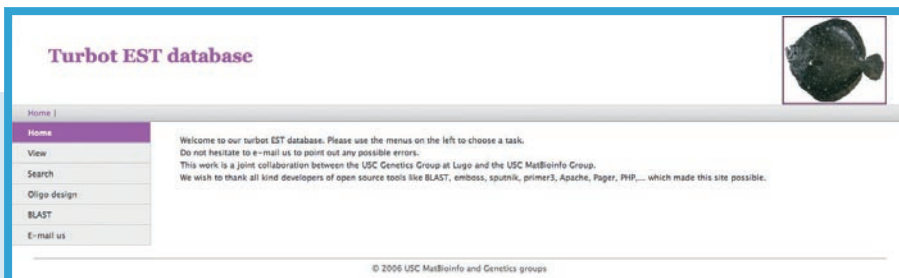 Turbot EST database
Home |
Home
View
Search
Oligo design
BLAST
E-mail us
Welcome to our turbot EST database. Please use the menus on the left to choose a task.
Do not hesitate to e-mail us to point out any possible errors.
This work is a joint collaboration between the USC Genetics Group at Lugo and the USC MatBioinfo Group.
We wish to thank all kind developers of open source tools like BLAST, emboss, sputnik, primer3, Apache, Pager, PHP,... which made this site possible.
© 2006 USC MatBioinfo and Genetics groups